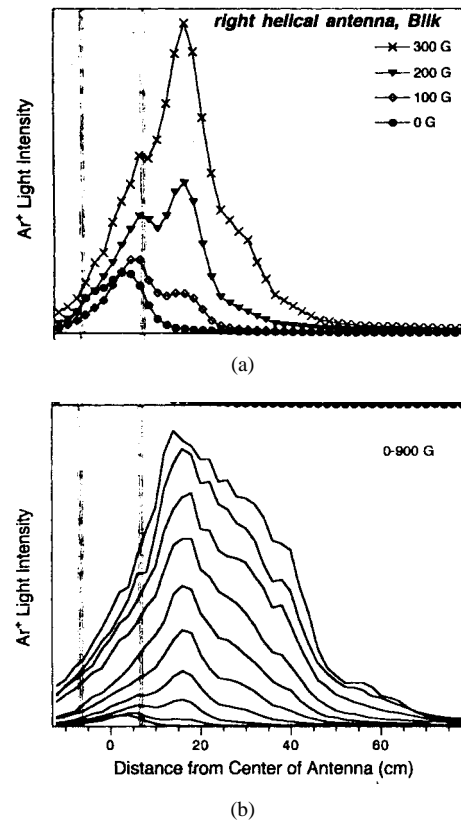 right helical antenna, B||k
300 G
200 G
100 G
0 G
Ar⁺ Light Intensity
(a)
0-900 G
Ar⁺ Light Intensity
0 20 40 60
Distance from Center of Antenna (cm)
(b)